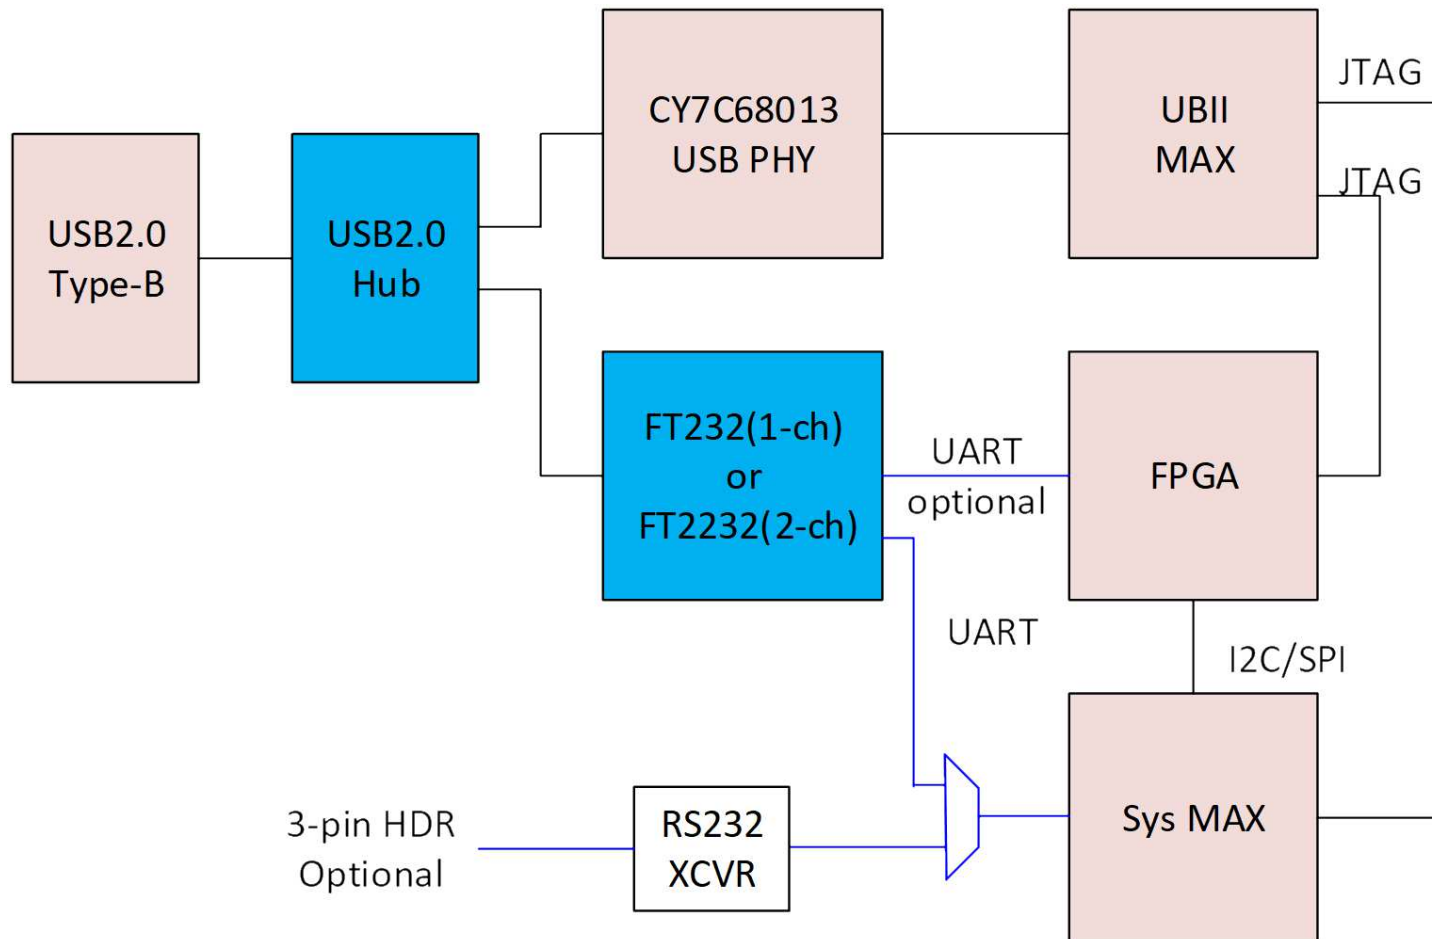 USB2.0
Type-B
USB2.0
Hub
CY7C68013
USB PHY
UBII
MAX
JTAG
JTAG
FT232(1-ch)
or
FT2232(2-ch)
UART
optional
FPGA
UART
I2C/SPI
3-pin HDR
Optional
RS232
XCVR
Sys MAX